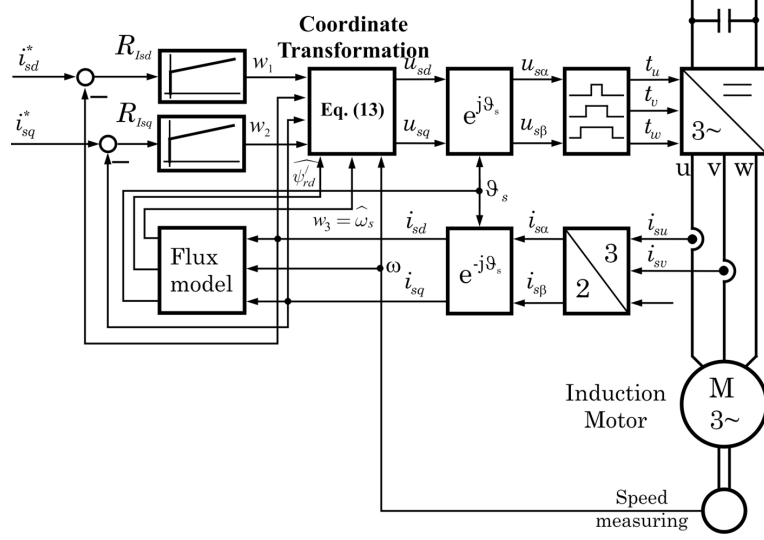 Coordinate
Transformation
i*sd
RIsd
w1
usd
usα
tu
Eq. (13)
e^jϑs
tv
i*sq
RIsq
w2
usq
usβ
tw
3~
u v w
ψ̂′rd
ϑs
w3 = ω̂s
isd
isα
isu
Flux
model
ω
e^-jϑs
3
2
isv
isq
isβ
Induction
Motor
M
3~
Speed
measuring